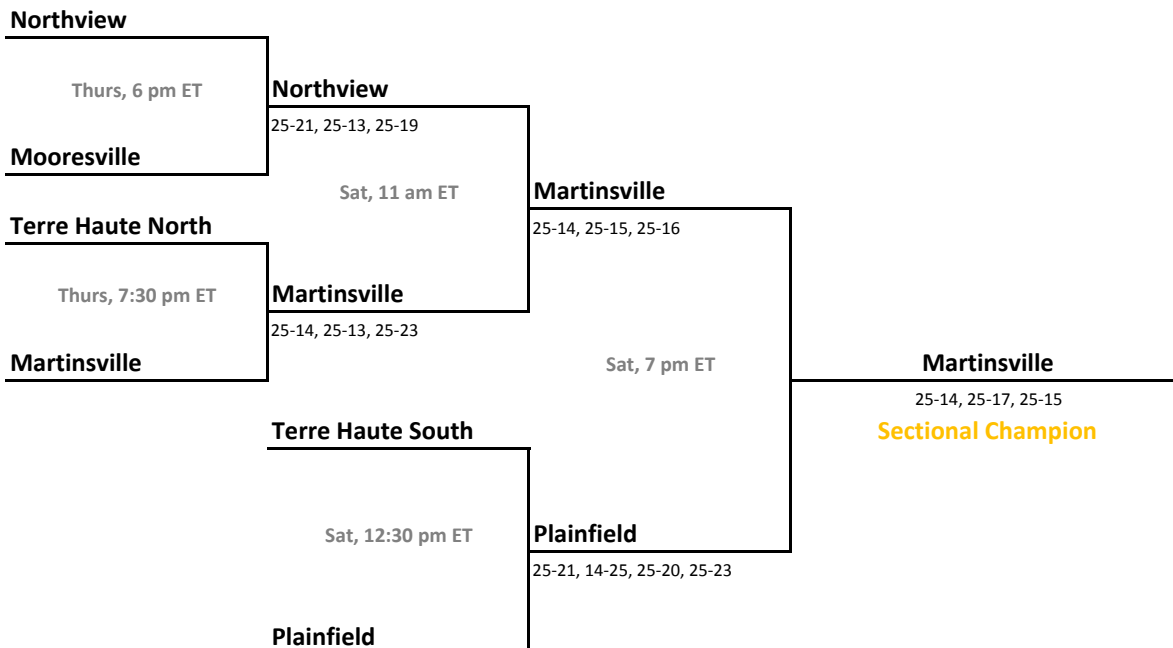 Northview
Thurs, 6 pm ET
Northview
25-21, 25-13, 25-19
Mooresville
Sat, 11 am ET
Martinsville
25-14, 25-15, 25-16
Terre Haute North
Thurs, 7:30 pm ET
Martinsville
25-14, 25-13, 25-23
Martinsville
Sat, 7 pm ET
Martinsville
25-14, 25-17, 25-15
Sectional Champion
Terre Haute South
Sat, 12:30 pm ET
Plainfield
25-21, 14-25, 25-20, 25-23
Plainfield